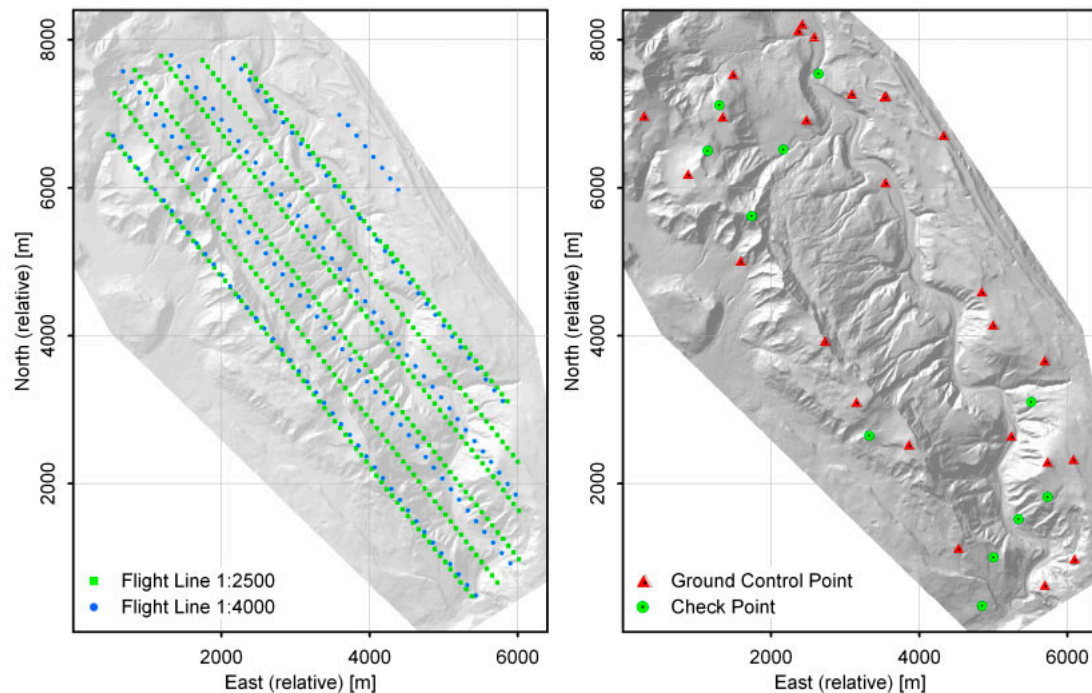 8000
6000
4000
2000
North (relative) [m]
Flight Line 1:2500
Flight Line 1:4000
2000 4000 6000
East (relative) [m]
8000
6000
4000
2000
North (relative) [m]
Ground Control Point
Check Point
2000 4000 6000
East (relative) [m]